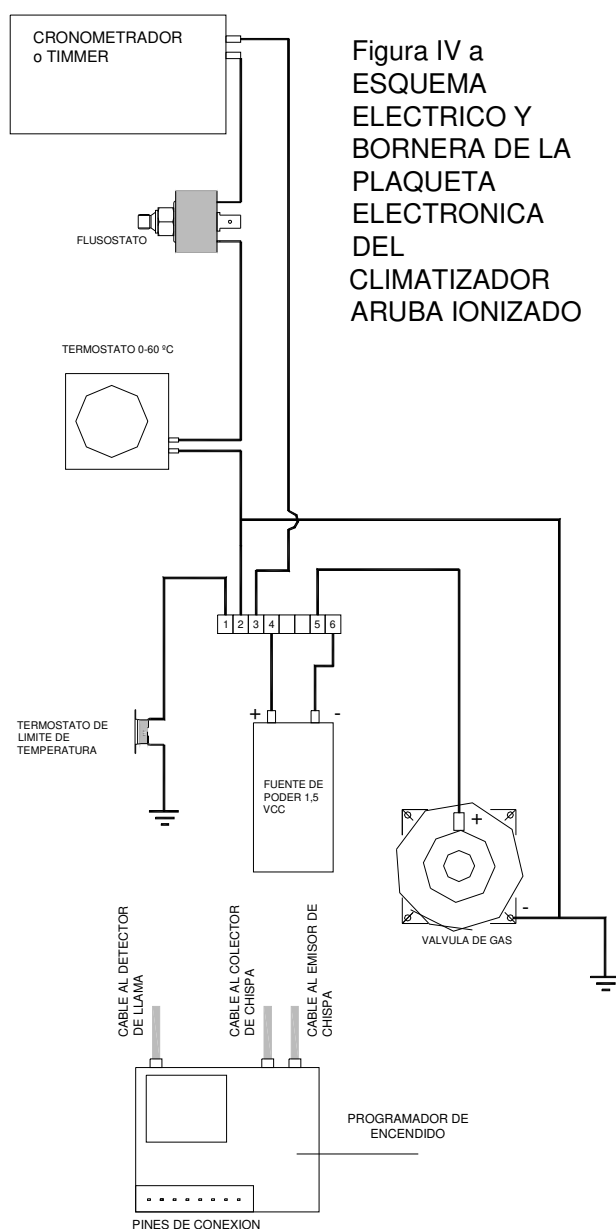 CRONOMETRADOR
o TIMMER
Figura IV a
ESQUEMA
ELECTRICO Y
BORNERA DE LA
PLAQUETA
ELECTRONICA
DEL
CLIMATIZADOR
ARUBA IONIZADO
FLUSOSTATO
TERMOSTATO 0-60 ºC
1 2 3 4 5 6
TERMOSTATO DE
LIMITE DE
TEMPERATURA
+ -
FUENTE DE
PODER 1,5
VCC
+
-
VALVULA DE GAS
CABLE AL DETECTOR
DE LLAMA
CABLE AL COLECTOR
DE CHISPA
CABLE AL EMISOR DE
CHISPA
PROGRAMADOR DE
ENCENDIDO
PINES DE CONEXION